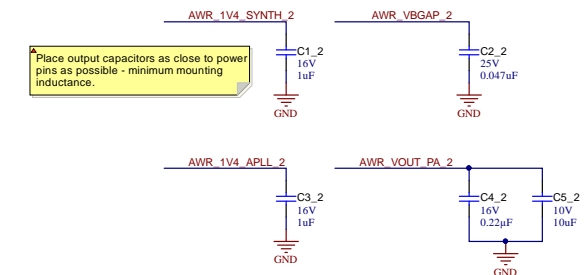 AWR_1V4_SYNTH_2
AWR_VBGAP_2
Place output capacitors as close to power
pins as possible - minimum mounting
inductance.
C1_2
16V
1uF
GND
C2_2
25V
0.047uF
GND
AWR_1V4_APLL_2
AWR_VOUT_PA_2
C3_2
16V
1uF
GND
C4_2
16V
0.22µF
C5_2
10V
10uF
GND